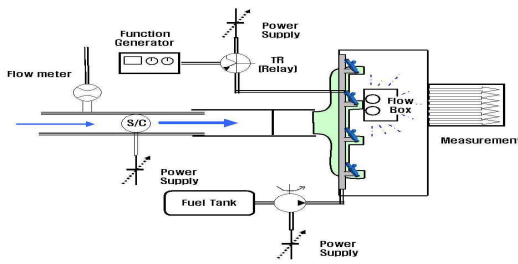 Function
Generator
Power
Supply
Flow meter
TR
(Relay)
S/C
Flow
Box
Measurement
Power
Supply
Fuel Tank
Power
Supply